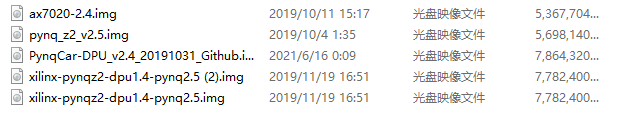 ax7020-2.4.img 2019/10/11 15:17 光盘映像文件 5,367,704...
pynq_z2_v2.5.img 2019/10/4 1:35 光盘映像文件 5,698,140...
PynqCar-DPU_v2.4_20191031_Github.i... 2021/6/16 0:09 光盘映像文件 7,864,320...
xilinx-pynqz2-dpu1.4-pynq2.5 (2).img 2019/11/19 16:51 光盘映像文件 7,782,400...
xilinx-pynqz2-dpu1.4-pynq2.5.img 2019/11/19 16:51 光盘映像文件 7,782,400...